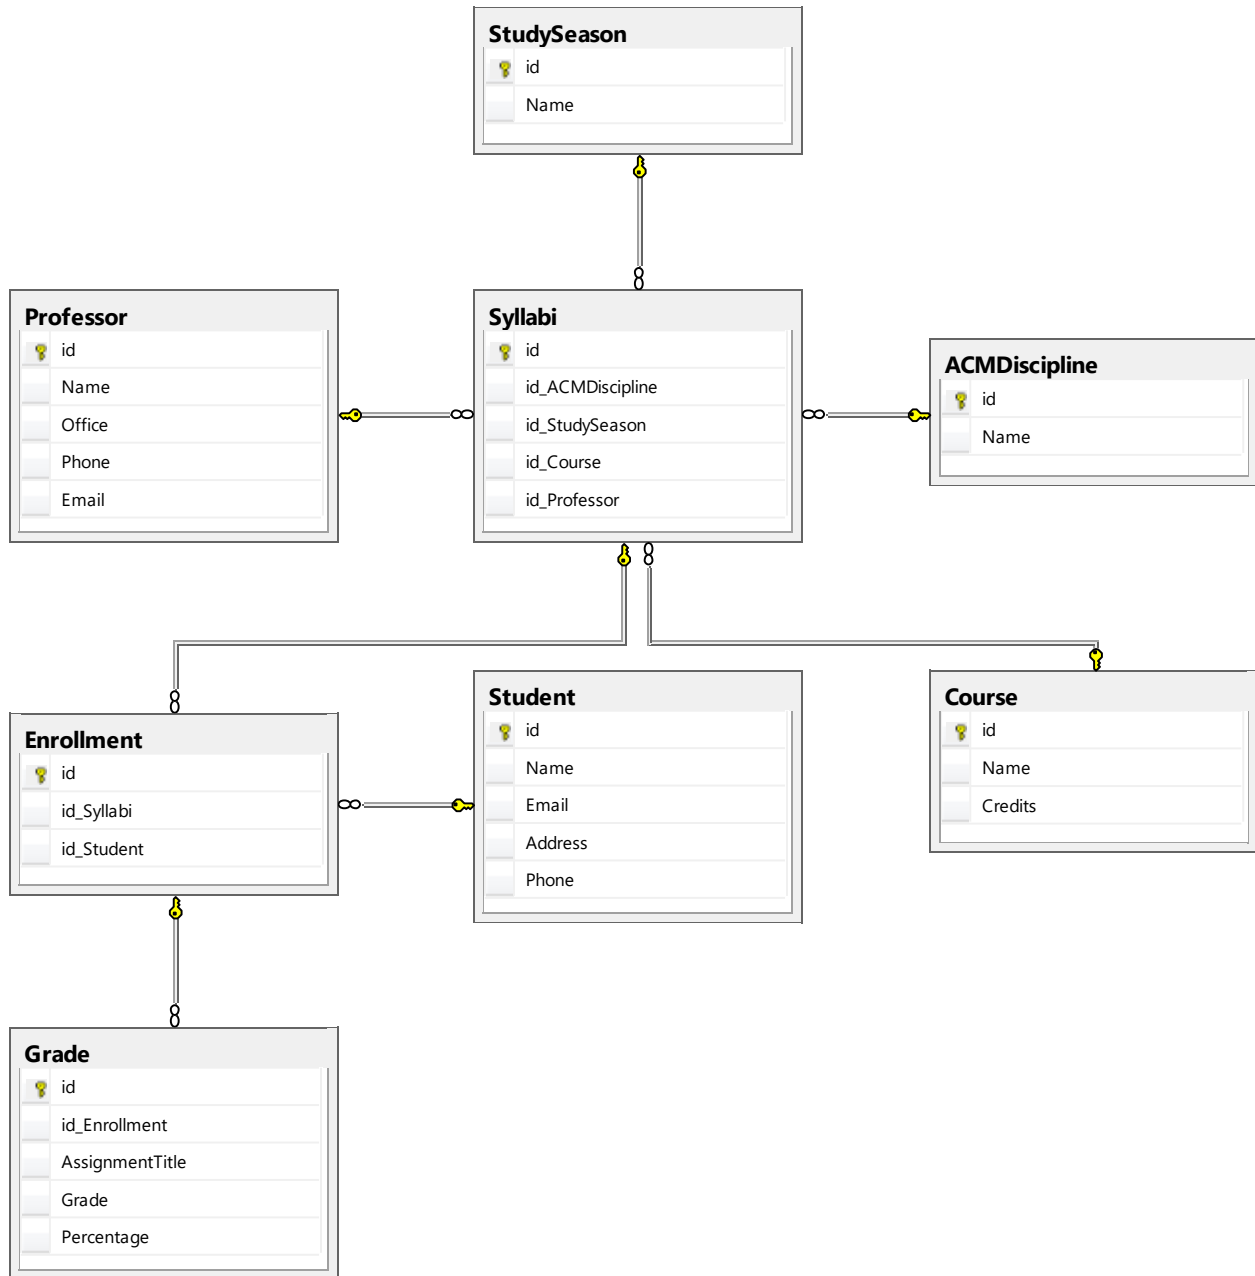 StudySeason
id
Name
Professor
id
Name
Office
Phone
Email
Syllabi
id
id_ACMDiscipline
id_StudySeason
id_Course
id_Professor
ACMDiscipline
id
Name
Enrollment
id
id_Syllabi
id_Student
Student
id
Name
Email
Address
Phone
Course
id
Name
Credits
Grade
id
id_Enrollment
AssignmentTitle
Grade
Percentage